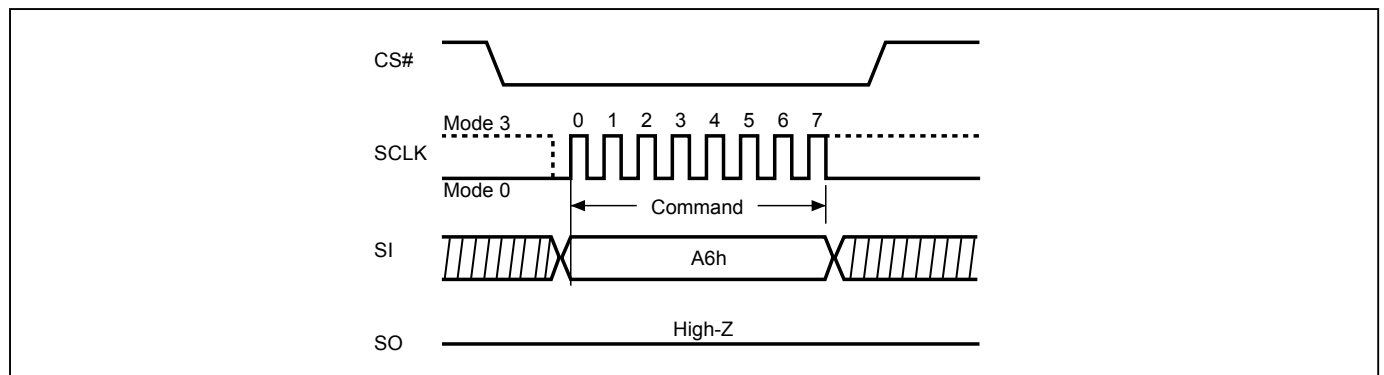 CS#
Mode 3
0 1 2 3 4 5 6 7
SCLK
Mode 0
Command
SI
A6h
High-Z
SO